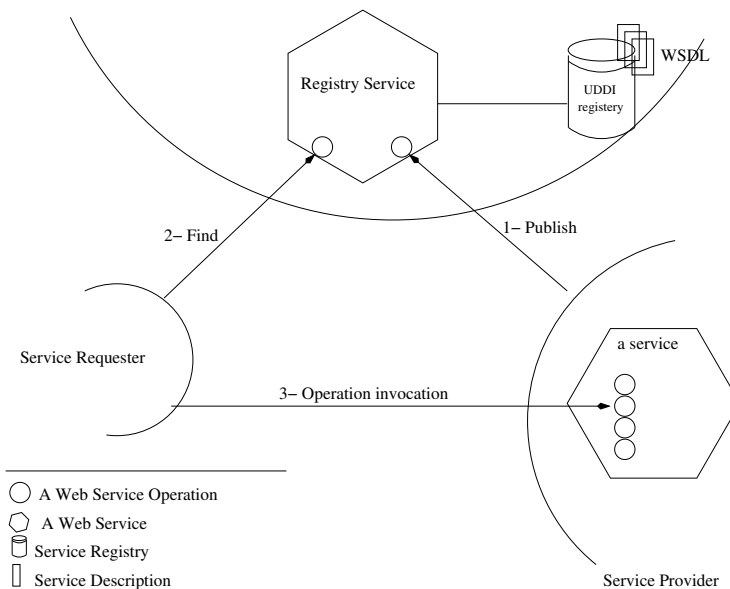 Registry Service
WSDL
UDDI
registery
2− Find
1− Publish
Service Requester
a service
3− Operation invocation
A Web Service Operation
A Web Service
Service Registry
Service Description
Service Provider